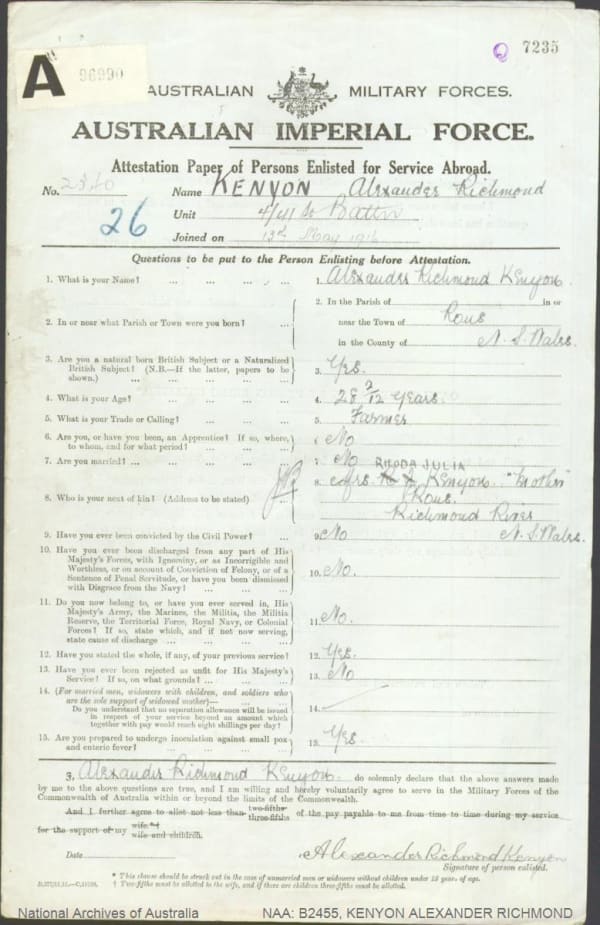 7235
A 96990
AUSTRALIAN MILITARY FORCES.
AUSTRALIAN IMPERIAL FORCE.
Attestation Paper of Persons Enlisted for Service Abroad.
No. 2840 Name KENYON Alexander Richmond
26 Unit 4/41st Battn
Joined on 13th May 1916
Questions to be put to the Person Enlisting before Attestation.
1. What is your Name? ... ... ... 1. Alexander Richmond Kenyon.
2. In or near what Parish or Town were you born? ... 2. In the Parish of in or
near the Town of Rous
in the County of N. S. Wales.
3. Are you a natural born British Subject or a Naturalized
British Subject? (N.B.—If the latter, papers to be
shown.) ... ... ... ... 3. Yes.
4. What is your Age? ... ... ... 4. 28 2/12 Years.
5. What is your Trade or Calling? ... ... 5. Farmer
6. Are you, or have you been, an Apprentice? If so, where,
to whom, and for what period? ... ... 6 No
7. Are you married? ... ... ... 7 No
RHODA JULIA
8. Who is your next of kin? (Address to be stated) 8 Mrs. R J Kenyon. "Mother"
Rous.
Richmond River
N. S. Wales.
9. Have you ever been convicted by the Civil Power? ... 9. No
10. Have you ever been discharged from any part of His
Majesty's Forces, with Ignominy, or as Incorrigible and
Worthless, or on account of Conviction of Felony, or of a
Sentence of Penal Servitude, or have you been dismissed
with Disgrace from the Navy? ... ... 10. No.
11. Do you now belong to, or have you ever served in, His
Majesty's Army, the Marines, the Militia, the Militia
Reserve, the Territorial Force, Royal Navy, or Colonial
Forces? If so, state which, and if not now serving,
state cause of discharge ... ... ... 11. No.
12. Have you stated the whole, if any, of your previous service? 12. Yes.
13. Have you ever been rejected as unfit for His Majesty's
Service? If so, on what grounds? ... ... 13. No
14. (For married men, widowers with children, and soldiers who
are the sole support of widowed mother)—
Do you understand that no separation allowance will be issued
in respect of your service beyond an amount which
together with pay would reach eight shillings per day? 14.
15. Are you prepared to undergo inoculation against small pox
and enteric fever? ... ... ... 15. Yes.
I, Alexander Richmond Kenyon. do solemnly declare that the above answers made
by me to the above questions are true, and I am willing and hereby voluntarily agree to serve in the Military Forces of the
Commonwealth of Australia within or beyond the limits of the Commonwealth.
And I further agree to allot not less than two-fifths three-fifths of the pay payable to me from time to time during my service
for the support of my wife.*† wife and children.
Date Alexander Richmond Kenyon
Signature of person enlisted.
* This clause should be struck out in the case of unmarried men or widowers without children under 18 years of age.
† Two-fifths must be allotted to the wife, and if there are children three-fifths must be allotted.
National Archives of Australia NAA: B2455, KENYON ALEXANDER RICHMOND